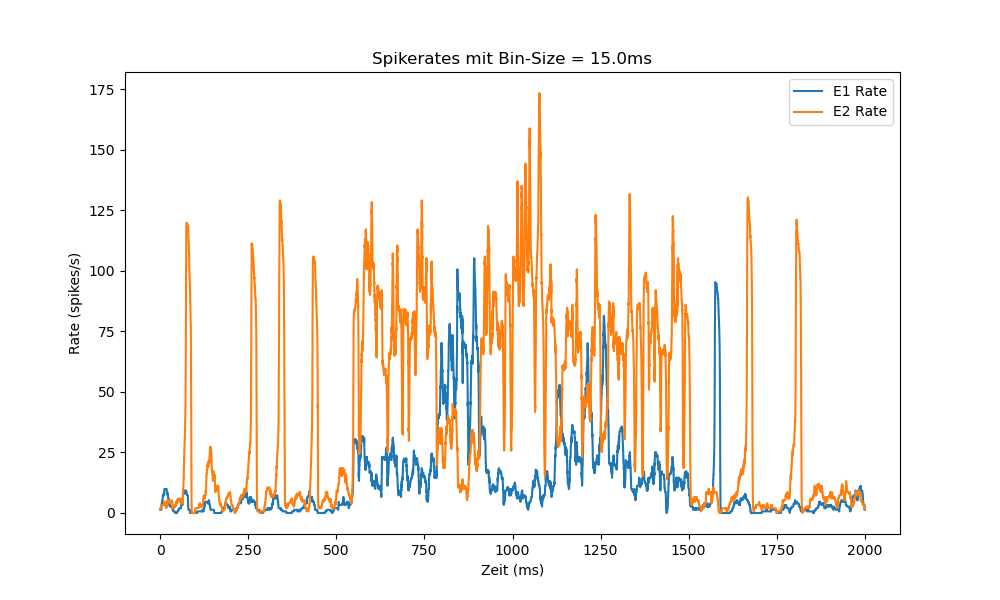 Spikerates mit Bin-Size = 15.0ms
E1 Rate
E2 Rate
175
150
125
100
75
50
25
0
Rate (spikes/s)
0 250 500 750 1000 1250 1500 1750 2000
Zeit (ms)